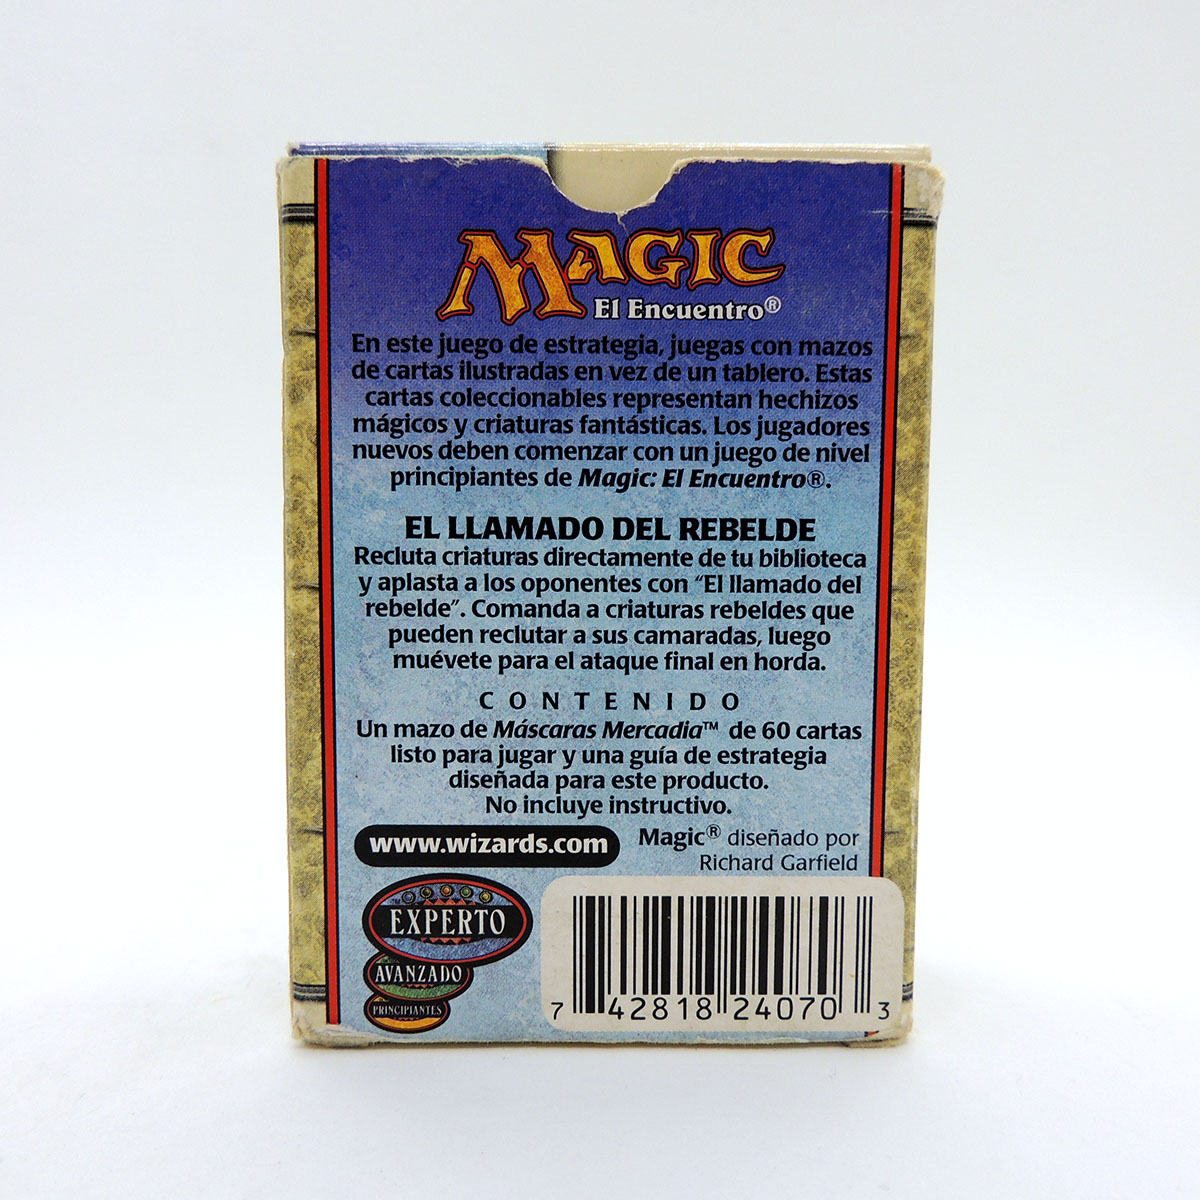 MAGIC
El Encuentro®
En este juego de estrategia, juegas con mazos
de cartas ilustradas en vez de un tablero. Estas
cartas coleccionables representan hechizos
mágicos y criaturas fantásticas. Los jugadores
nuevos deben comenzar con un juego de nivel
principiantes de Magic: El Encuentro®.
EL LLAMADO DEL REBELDE
Recluta criaturas directamente de tu biblioteca
y aplasta a los oponentes con “El llamado del
rebelde”. Comanda a criaturas rebeldes que
pueden reclutar a sus camaradas, luego
muévete para el ataque final en horda.
CONTENIDO
Un mazo de Máscaras Mercadia™ de 60 cartas
listo para jugar y una guía de estrategia
diseñada para este producto.
No incluye instructivo.
www.wizards.com
Magic® diseñado por
Richard Garfield
EXPERTO
AVANZADO
PRINCIPIANTES
7 42818 24070 3